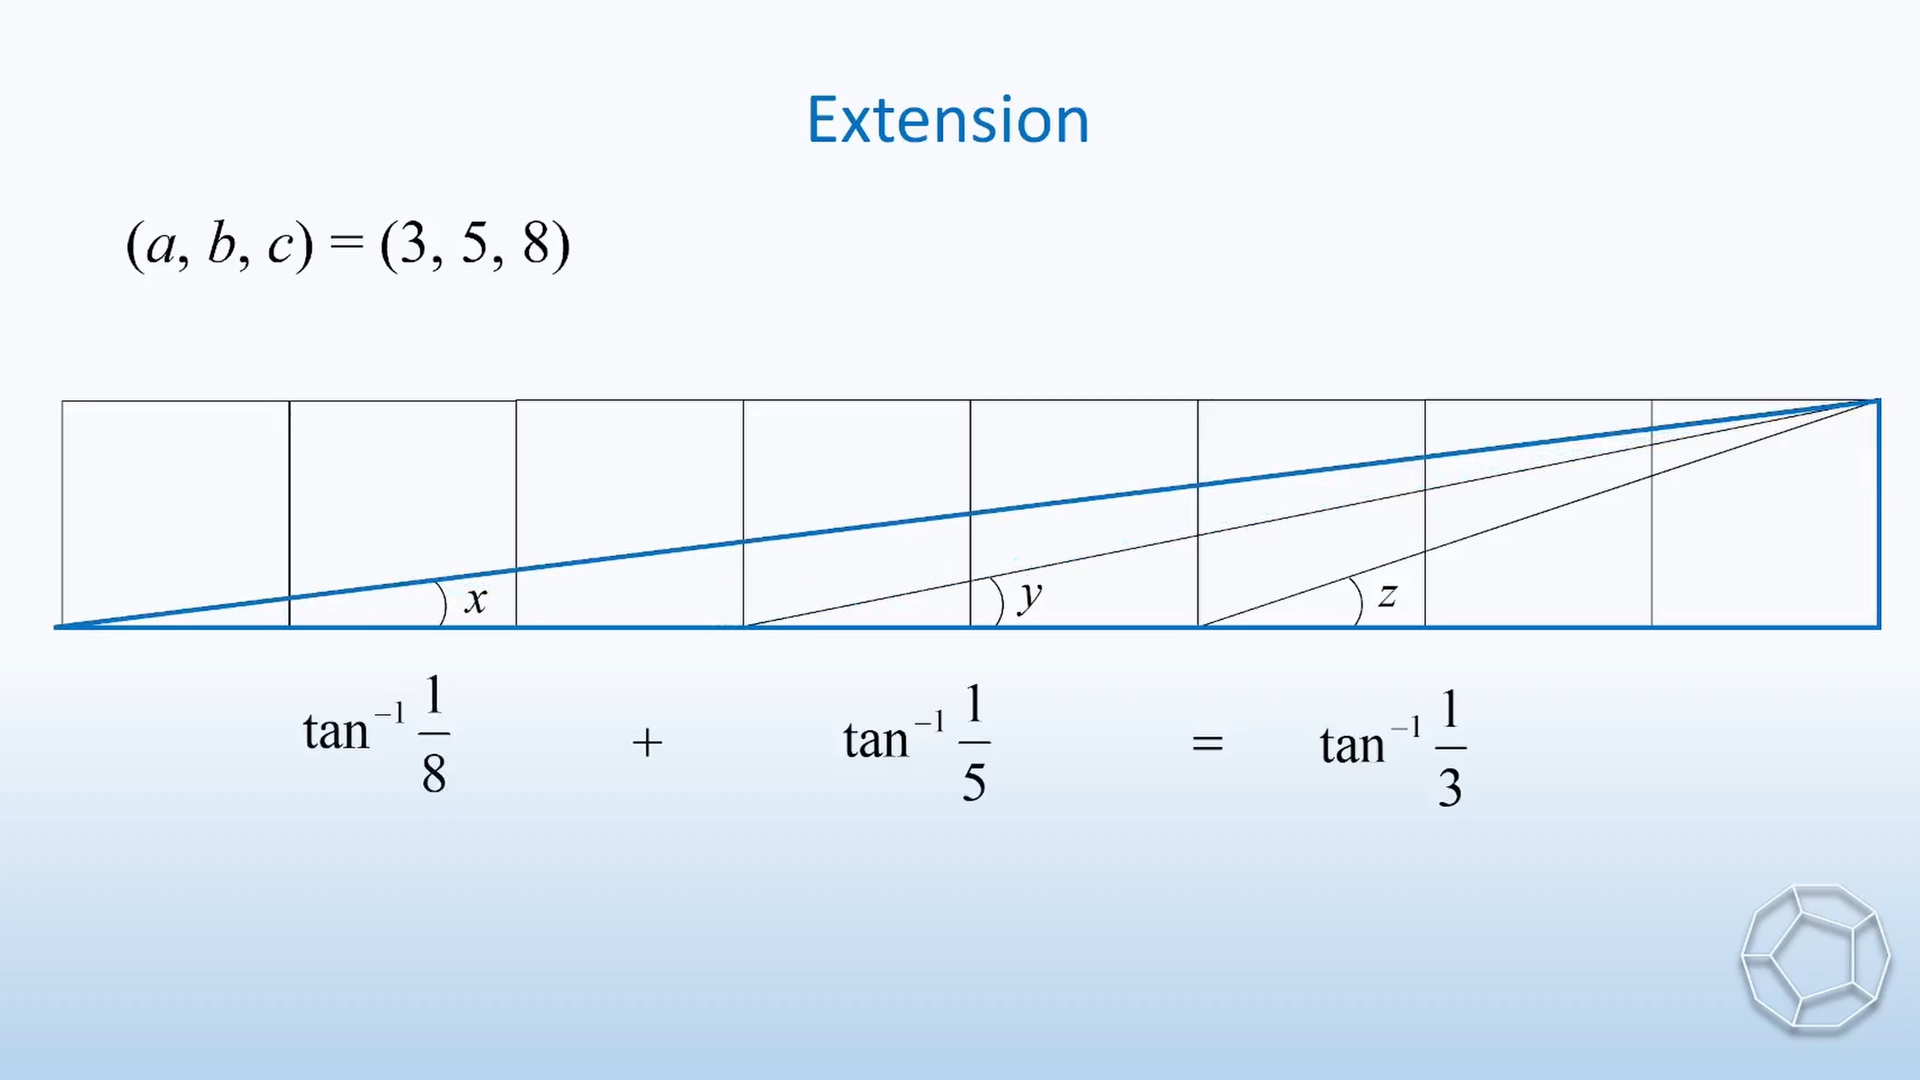 Extension
(a, b, c) = (3, 5, 8)
x y z
tan⁻¹ 1/8 + tan⁻¹ 1/5 = tan⁻¹ 1/3